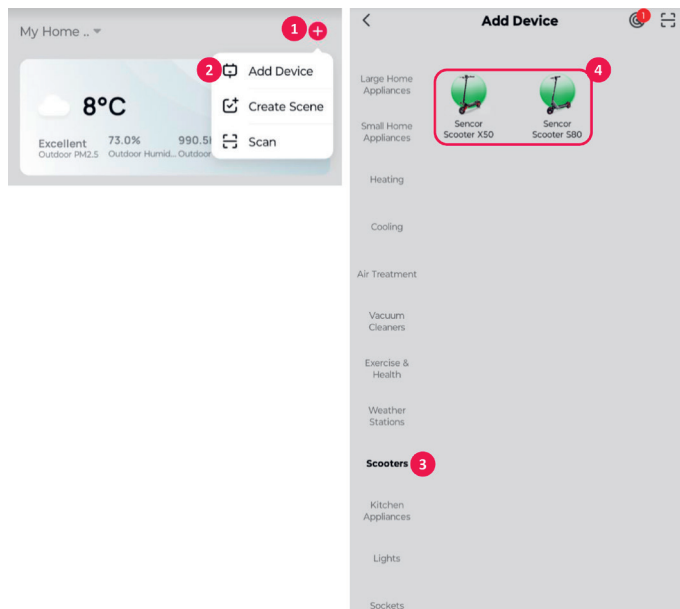 My Home ..
1
2
Add Device
8°C
Create Scene
Excellent
73.0%
990.5
Scan
Outdoor PM2.5
Outdoor Humid...
Outdoor
Add Device
1
Large Home
Appliances
4
Sencor
Scooter X50
Sencor
Scooter S80
Small Home
Appliances
Heating
Cooling
Air Treatment
Vacuum
Cleaners
Exercise &
Health
Weather
Stations
Scooters
3
Kitchen
Appliances
Lights
Sockets